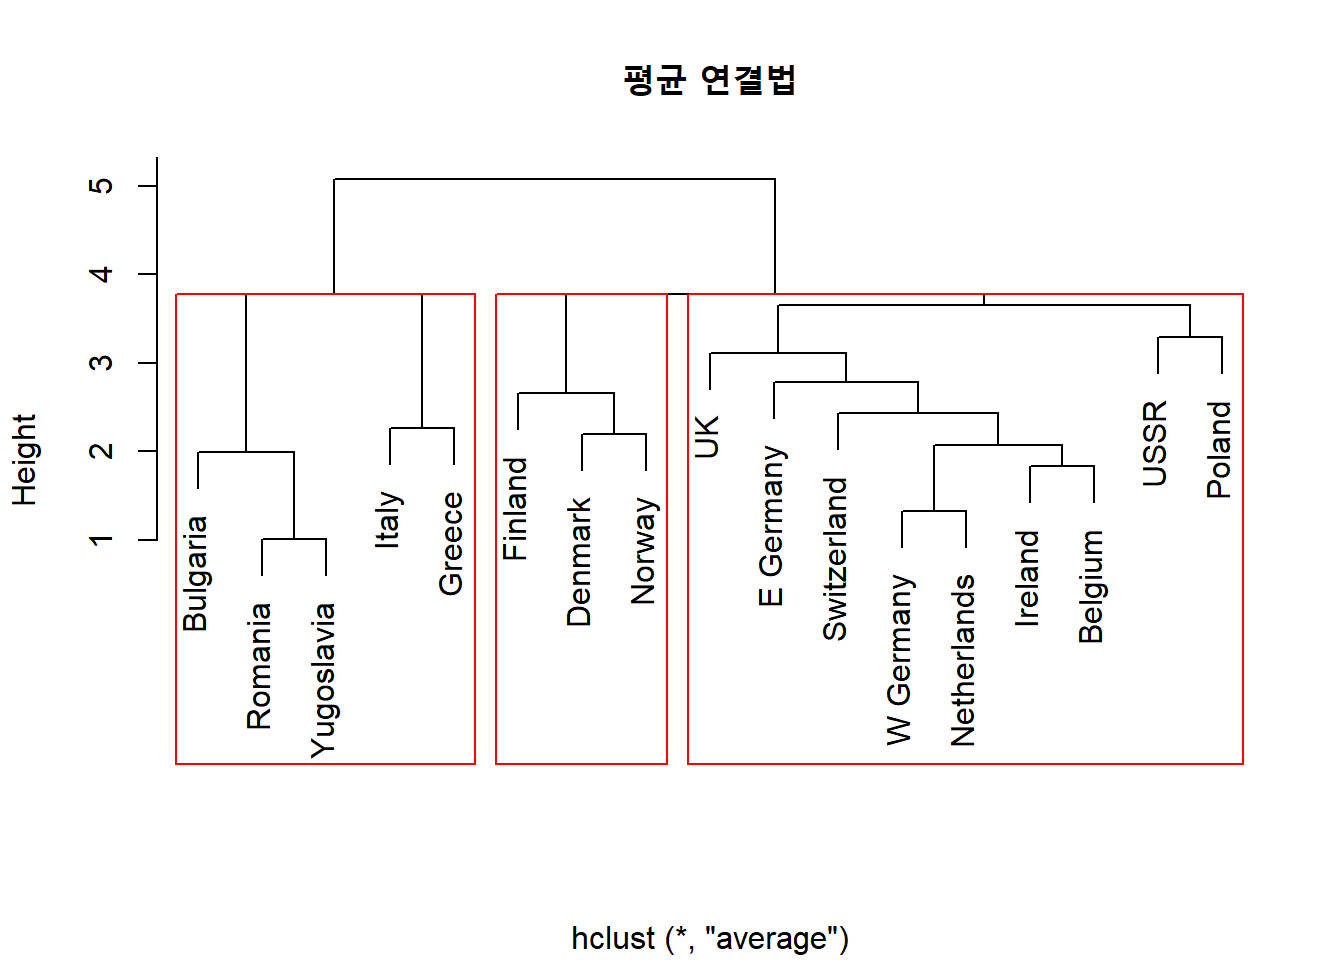 평균 연결법
Height
5
4
3
2
1
Bulgaria
Romania
Yugoslavia
Italy
Greece
Finland
Denmark
Norway
UK
E Germany
Switzerland
W Germany
Netherlands
Ireland
Belgium
USSR
Poland
hclust (*, "average")